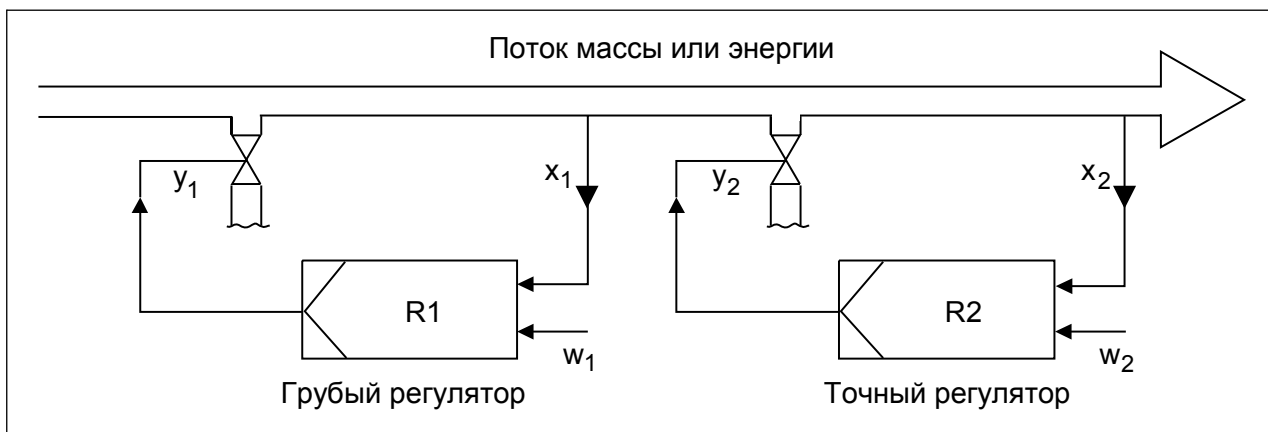 Поток массы или энергии
y1
x1
y2
x2
R1
R2
w1
w2
Грубый регулятор
Точный регулятор